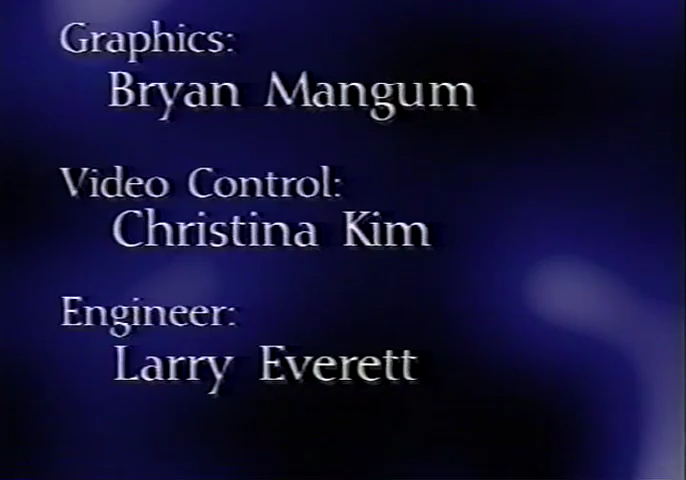 Graphics:
Bryan Mangum
Video Control:
Christina Kim
Engineer:
Larry Everett